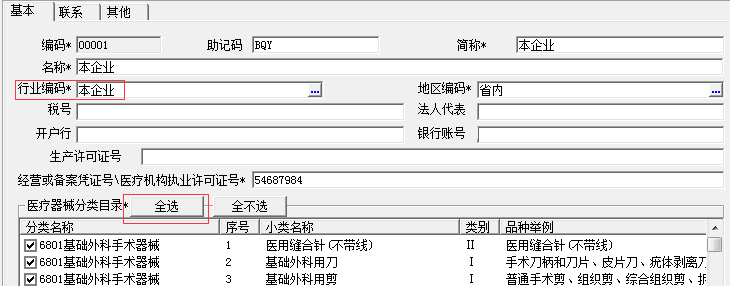 基本 联系 其他
编码* 00001 助记码 BQY 简称* 本企业
名称* 本企业
行业编码* 本企业 ... 地区编码* 省内 ...
税号 法人代表
开户行 银行账号
生产许可证号
经营或备案凭证号\医疗机构执业许可证号* 54687984
医疗器械分类目录* 全选 全不选
分类名称 序号 小类名称 类别 品种举例
6801基础外科手术器械 1 医用缝合针(不带线) II 医用缝合针(不带线)
6801基础外科手术器械 2 基础外科用刀 I 手术刀柄和刀片、皮片刀、疣体剥离刀
6801基础外科手术器械 3 基础外科用剪 I 普通手术剪、组织剪、综合组织剪、